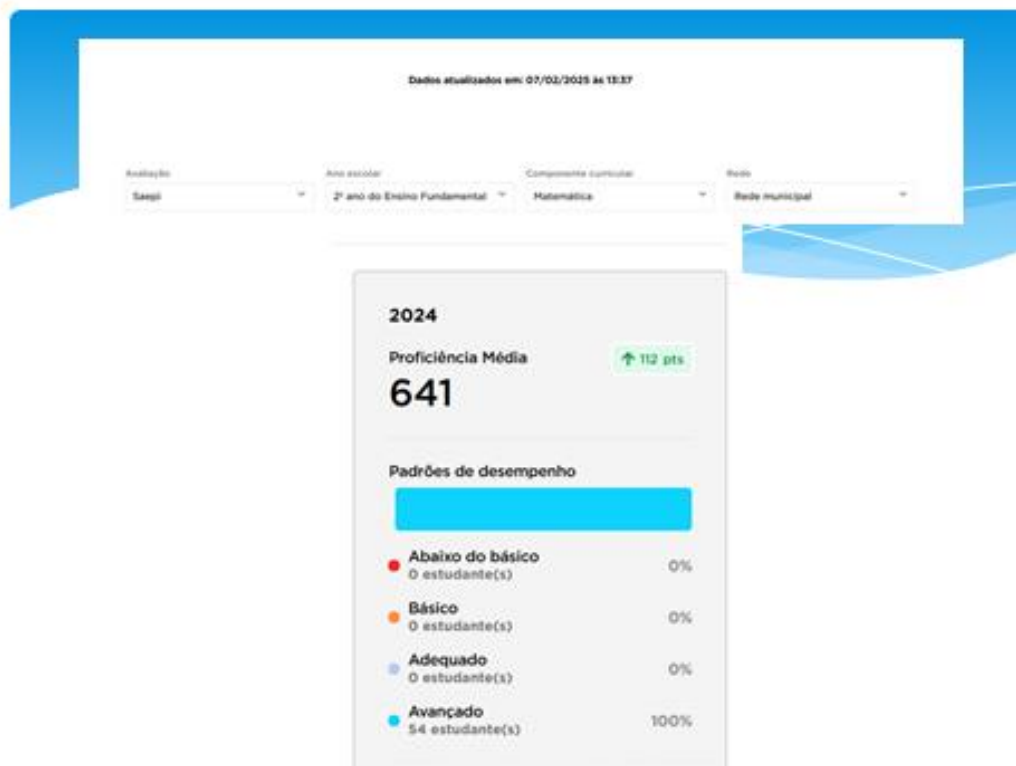 Dados atualizados em: 07/02/2025 às 13:37
Avaliação Ano escolar Componente curricular Rede
Saepi 2º ano do Ensino Fundamental Matemática Rede municipal
2024
Proficiência Média ↑ 112 pts
641
Padrões de desempenho
Abaixo do básico
0 estudante(s) 0%
Básico
0 estudante(s) 0%
Adequado
0 estudante(s) 0%
Avançado
54 estudante(s) 100%